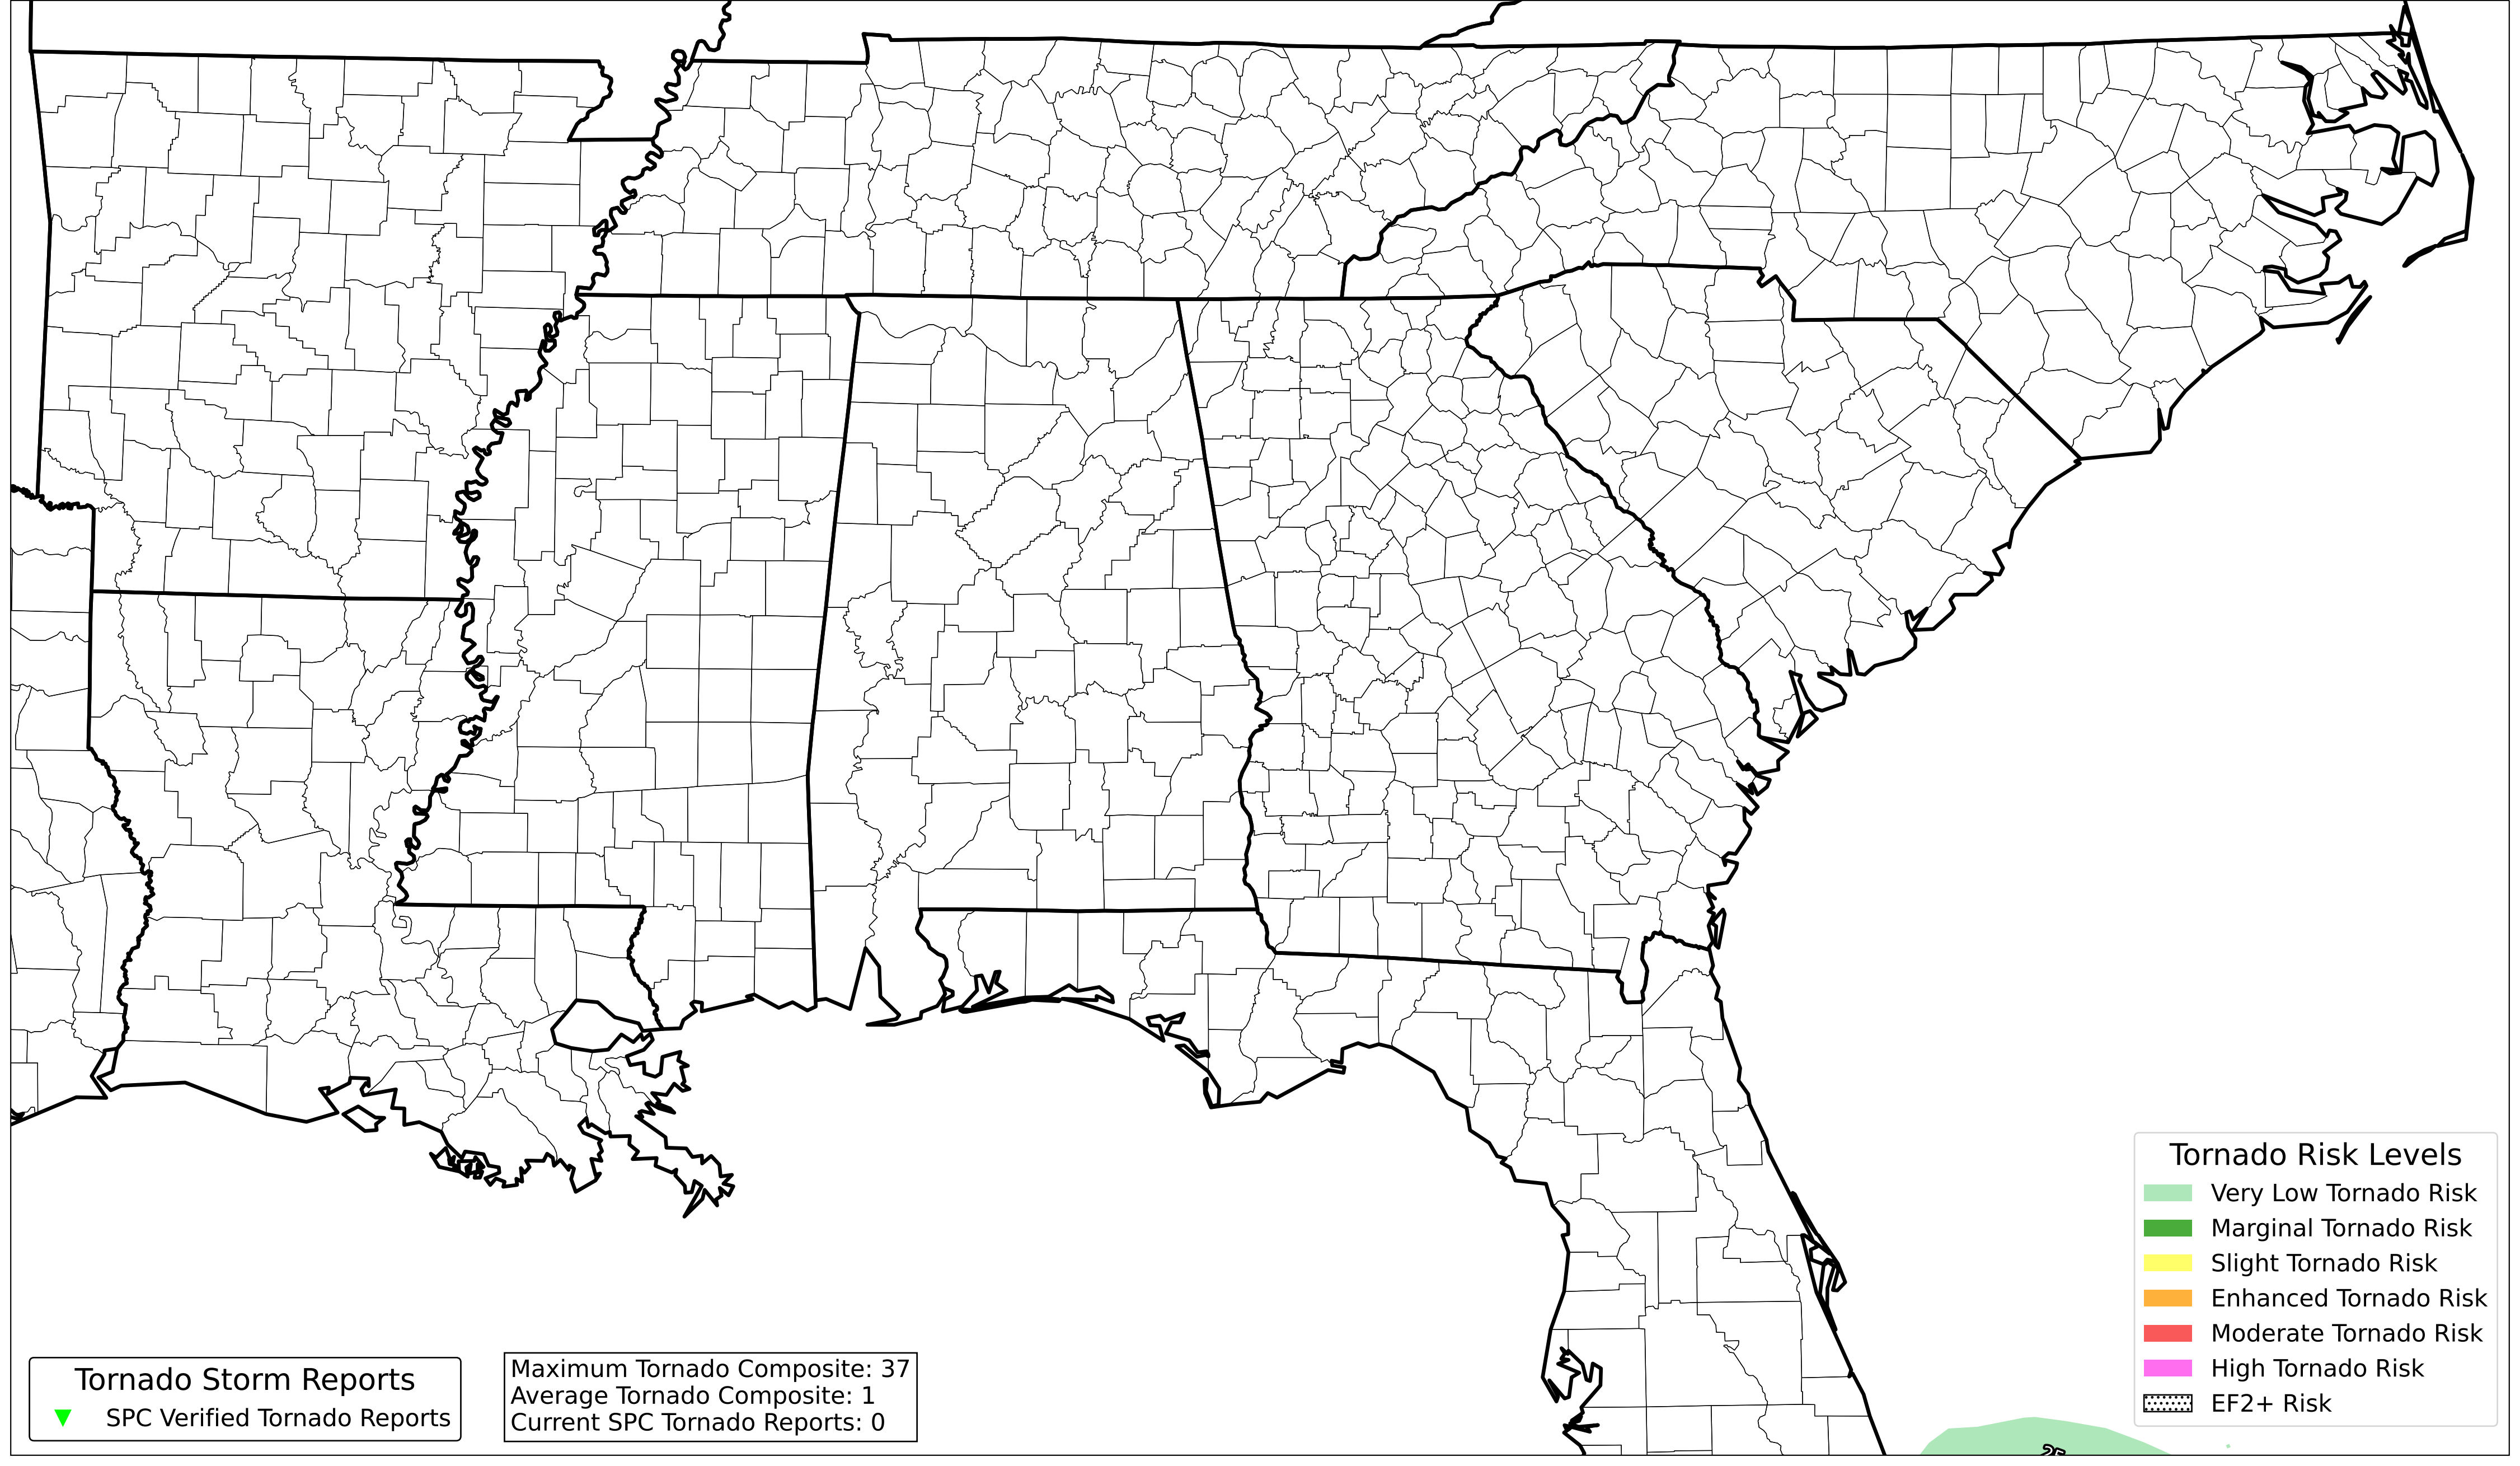 Tornado Risk Levels
Very Low Tornado Risk
Marginal Tornado Risk
Slight Tornado Risk
Enhanced Tornado Risk
Moderate Tornado Risk
High Tornado Risk
EF2+ Risk
Tornado Storm Reports
SPC Verified Tornado Reports
Maximum Tornado Composite: 37
Average Tornado Composite: 1
Current SPC Tornado Reports: 0